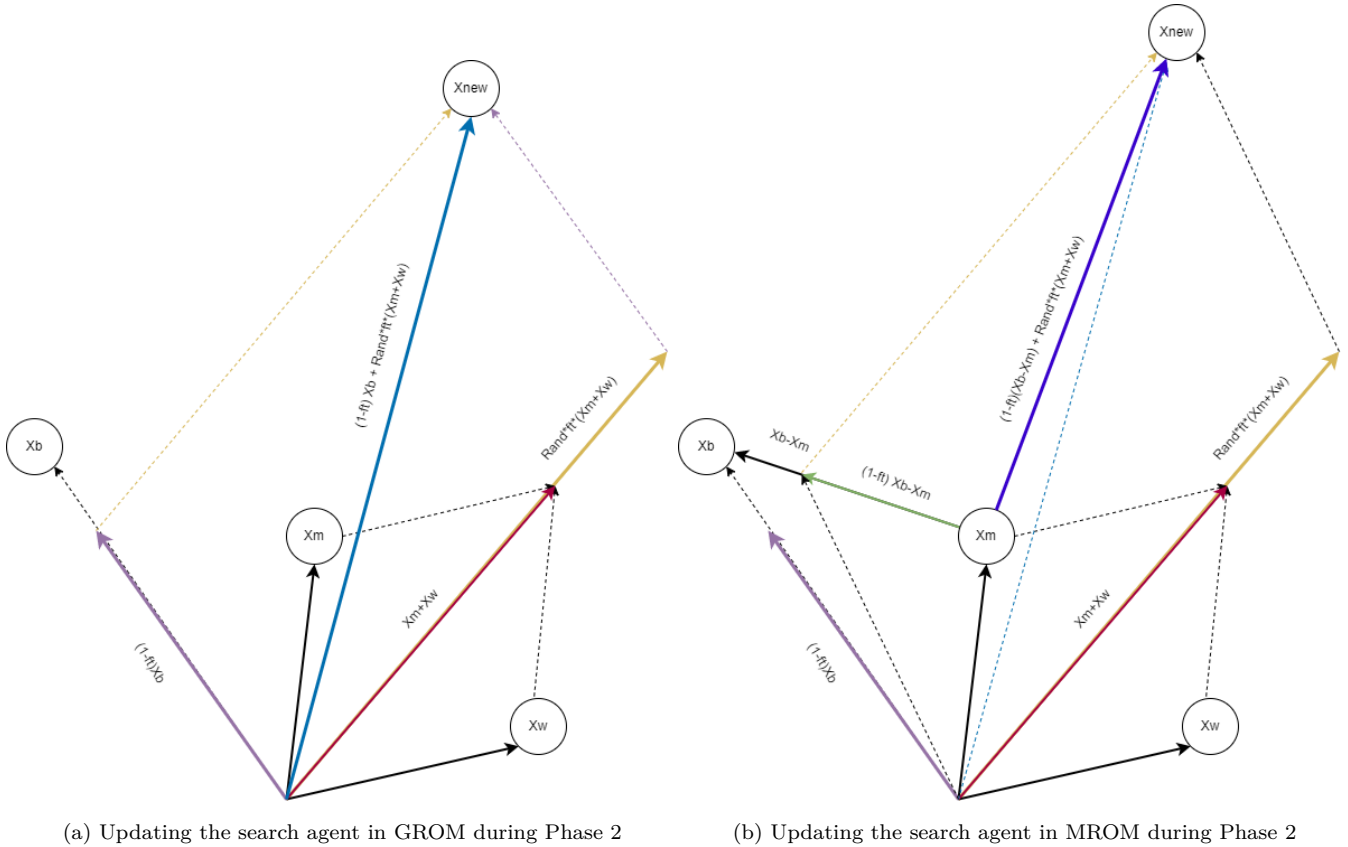 Xnew
(1-ft) Xb + Rand*ft*(Xm+Xw)
Rand*ft*(Xm+Xw)
Xb
Xm
Xm+Xw
(1-ft)Xb
Xw
(a) Updating the search agent in GROM during Phase 2
Xnew
(1-ft)(Xb-Xm) + Rand*ft*(Xm+Xw)
Rand*ft*(Xm+Xw)
Xb
Xb-Xm
(1-ft) Xb-Xm
Xm
Xm+Xw
(1-ft)Xb
Xw
(b) Updating the search agent in MROM during Phase 2